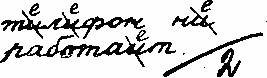 тилифон ни
е е е
работаит
е
2